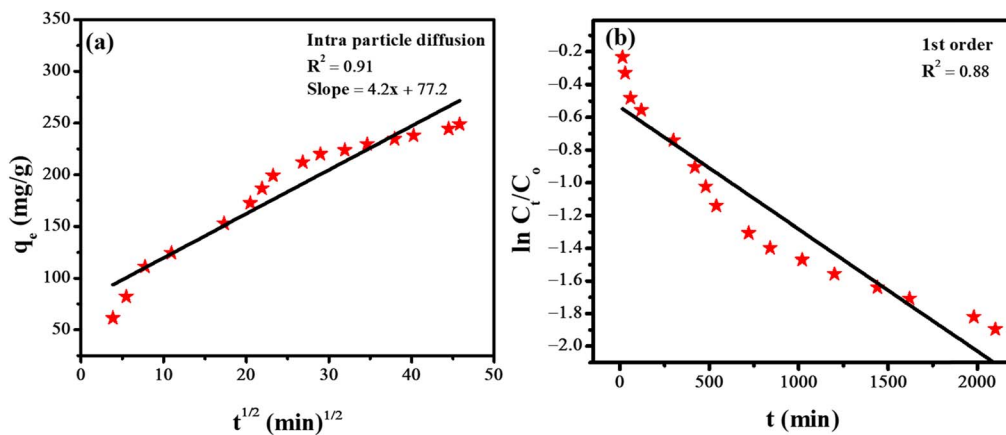 (a)
Intra particle diffusion
R² = 0.91
Slope = 4.2x + 77.2
350
300
250
200
150
100
50
qₑ (mg/g)
0 10 20 30 40 50
t^1/2 (min)^1/2
(b)
1st order
R² = 0.88
−0.2
−0.4
−0.6
−0.8
−1.0
−1.2
−1.4
−1.6
−1.8
−2.0
ln Cₜ/Cₒ
0 500 1000 1500 2000
t (min)